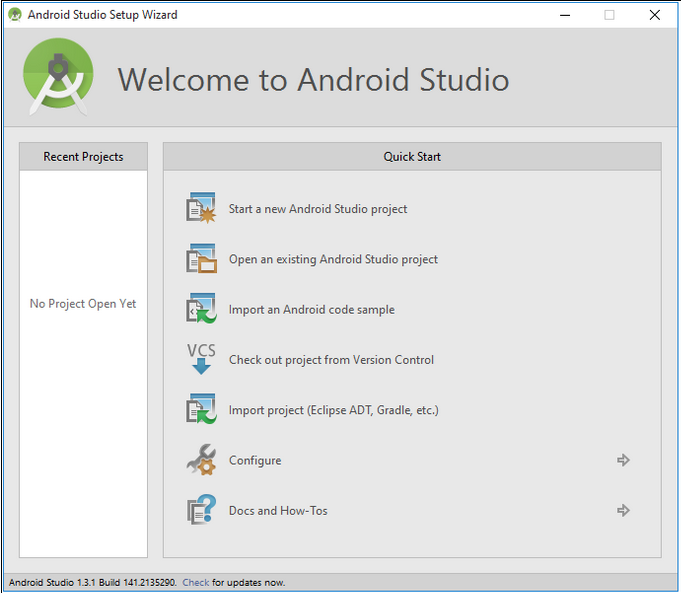 Android Studio Setup Wizard
Welcome to Android Studio
Recent Projects
No Project Open Yet
Quick Start
Start a new Android Studio project
Open an existing Android Studio project
Import an Android code sample
VCS
Check out project from Version Control
Import project (Eclipse ADT, Gradle, etc.)
Configure
Docs and How-Tos
Android Studio 1.3.1 Build 141.2135290. Check for updates now.